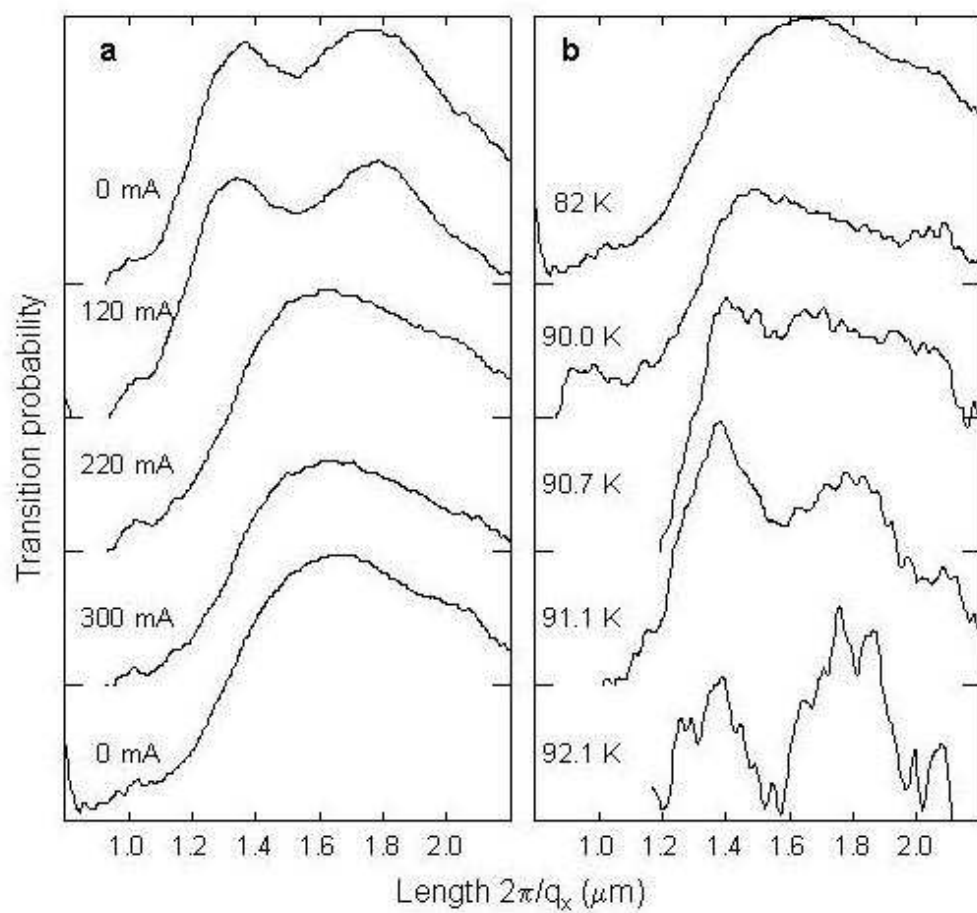 a
b
0 mA
120 mA
220 mA
300 mA
0 mA
82 K
90.0 K
90.7 K
91.1 K
92.1 K
Transition probability
1.0 1.2 1.4 1.6 1.8 2.0
1.0 1.2 1.4 1.6 1.8 2.0
Length 2π/qₓ (μm)